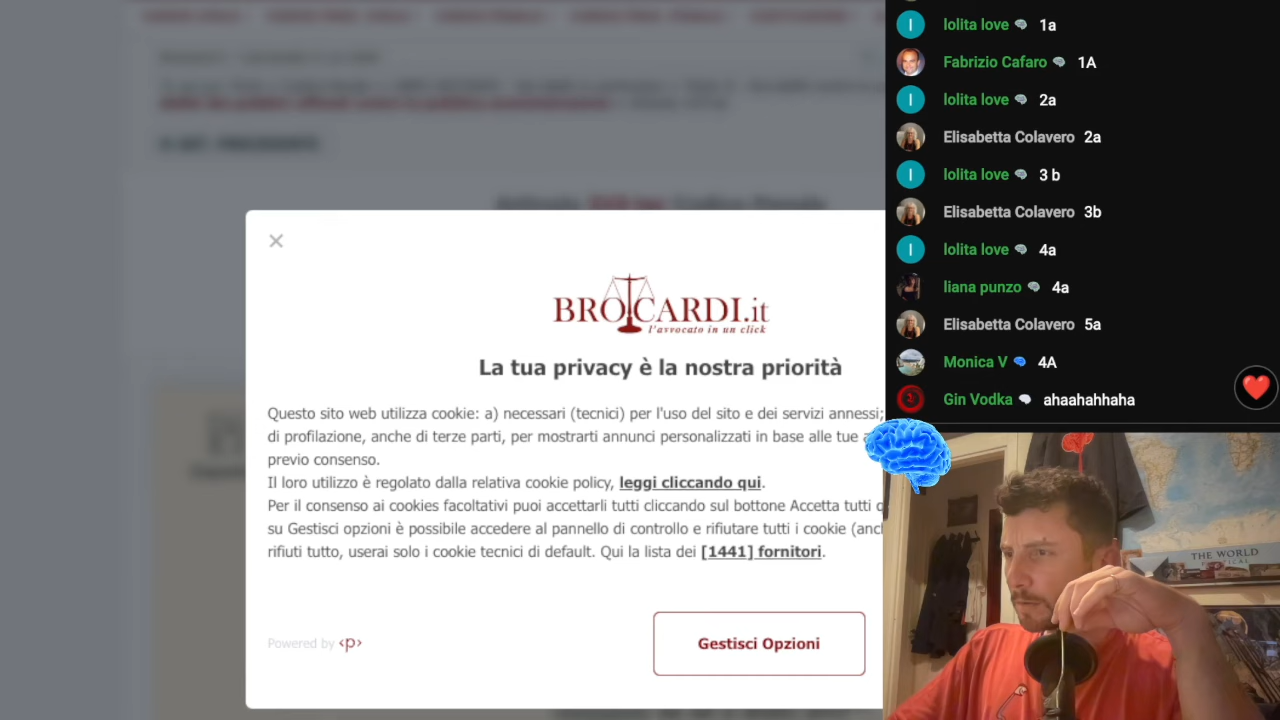 BROCARDI.it
l'avvocato in un click
La tua privacy è la nostra priorità
Questo sito web utilizza cookie: a) necessari (tecnici) per l'uso del sito e dei servizi annessi;
di profilazione, anche di terze parti, per mostrarti annunci personalizzati in base alle tue
previo consenso.
Il loro utilizzo è regolato dalla relativa cookie policy, leggi cliccando qui.
Per il consenso ai cookies facoltativi puoi accettarli tutti cliccando sul bottone Accetta tutti
su Gestisci opzioni è possibile accedere al pannello di controllo e rifiutare tutti i cookie
rifiuti tutto, userai solo i cookie tecnici di default. Qui la lista dei [1441] fornitori.
Powered by <p>
Gestisci Opzioni
lolita love 1a
Fabrizio Cafaro 1A
lolita love 2a
Elisabetta Colavero 2a
lolita love 3 b
Elisabetta Colavero 3b
lolita love 4a
liana punzo 4a
Elisabetta Colavero 5a
Monica V 4A
Gin Vodka ahaahahhaha
THE WORLD